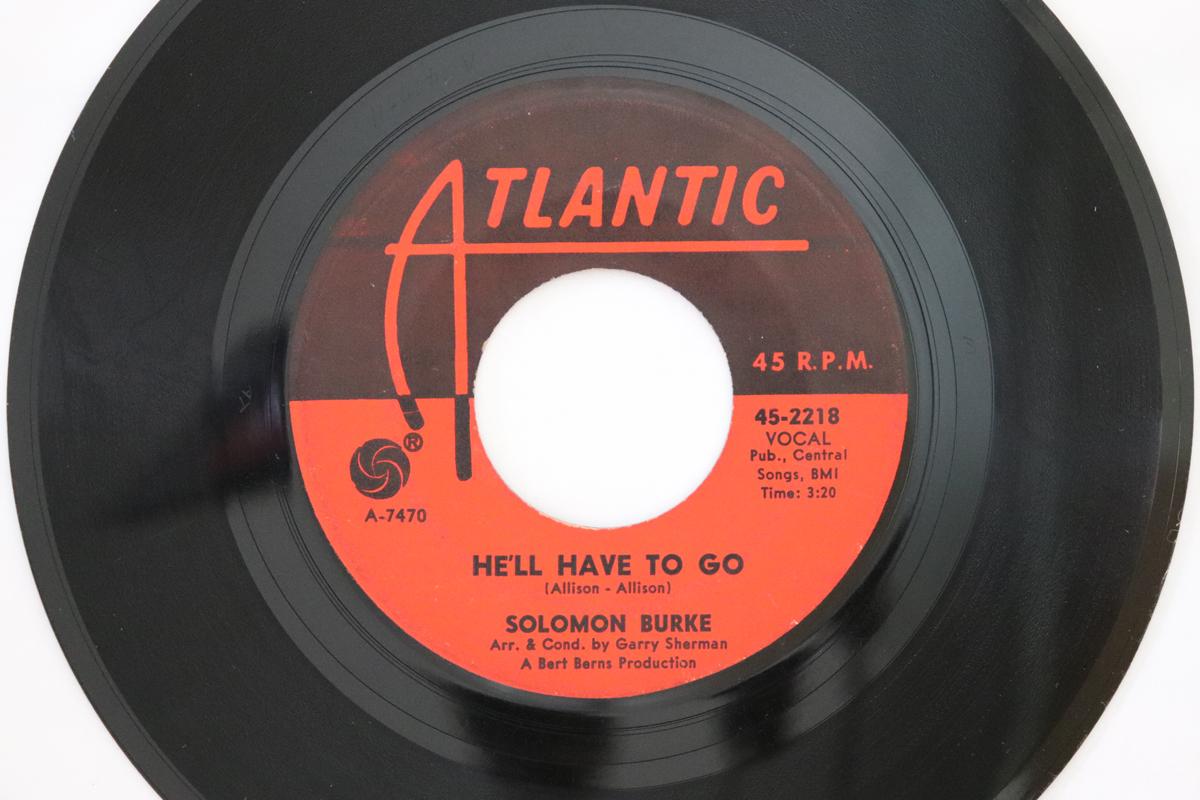 ATLANTIC
45 R.P.M.
45-2218
VOCAL
Pub., Central
Songs, BMI
Time: 3:20
®
A-7470
HE'LL HAVE TO GO
(Allison - Allison)
SOLOMON BURKE
Arr. & Cond. by Garry Sherman
A Bert Berns Production